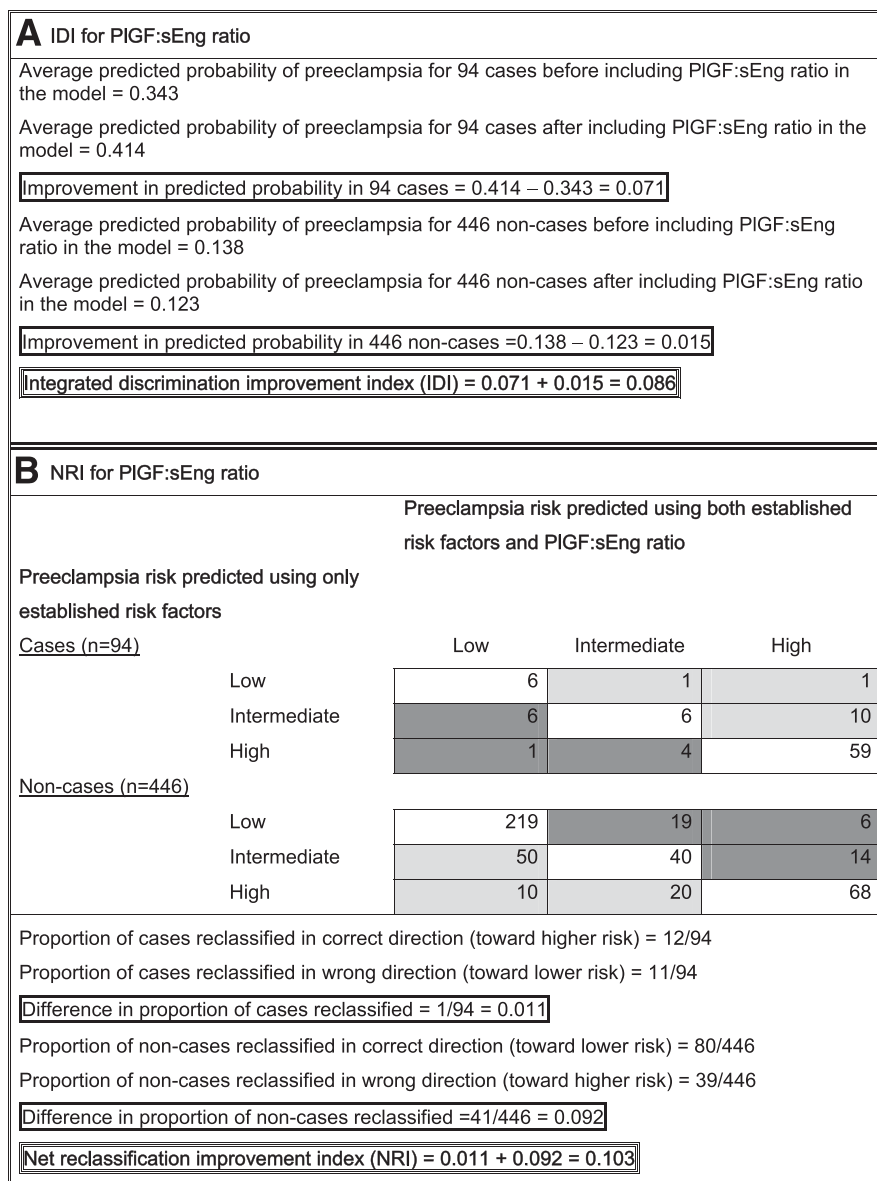 A IDI for PlGF:sEng ratio
Average predicted probability of preeclampsia for 94 cases before including PlGF:sEng ratio in
the model = 0.343
Average predicted probability of preeclampsia for 94 cases after including PlGF:sEng ratio in the
model = 0.414
Improvement in predicted probability in 94 cases = 0.414 – 0.343 = 0.071
Average predicted probability of preeclampsia for 446 non-cases before including PlGF:sEng
ratio in the model = 0.138
Average predicted probability of preeclampsia for 446 non-cases after including PlGF:sEng ratio
in the model = 0.123
Improvement in predicted probability in 446 non-cases =0.138 – 0.123 = 0.015
Integrated discrimination improvement index (IDI) = 0.071 + 0.015 = 0.086
B NRI for PlGF:sEng ratio
Preeclampsia risk predicted using both established
risk factors and PlGF:sEng ratio
Preeclampsia risk predicted using only
established risk factors
Cases (n=94) Low Intermediate High
Low 6 1 1
Intermediate 6 6 10
High 1 4 59
Non-cases (n=446)
Low 219 19 6
Intermediate 50 40 14
High 10 20 68
Proportion of cases reclassified in correct direction (toward higher risk) = 12/94
Proportion of cases reclassified in wrong direction (toward lower risk) = 11/94
Difference in proportion of cases reclassified = 1/94 = 0.011
Proportion of non-cases reclassified in correct direction (toward lower risk) = 80/446
Proportion of non-cases reclassified in wrong direction (toward higher risk) = 39/446
Difference in proportion of non-cases reclassified =41/446 = 0.092
Net reclassification improvement index (NRI) = 0.011 + 0.092 = 0.103